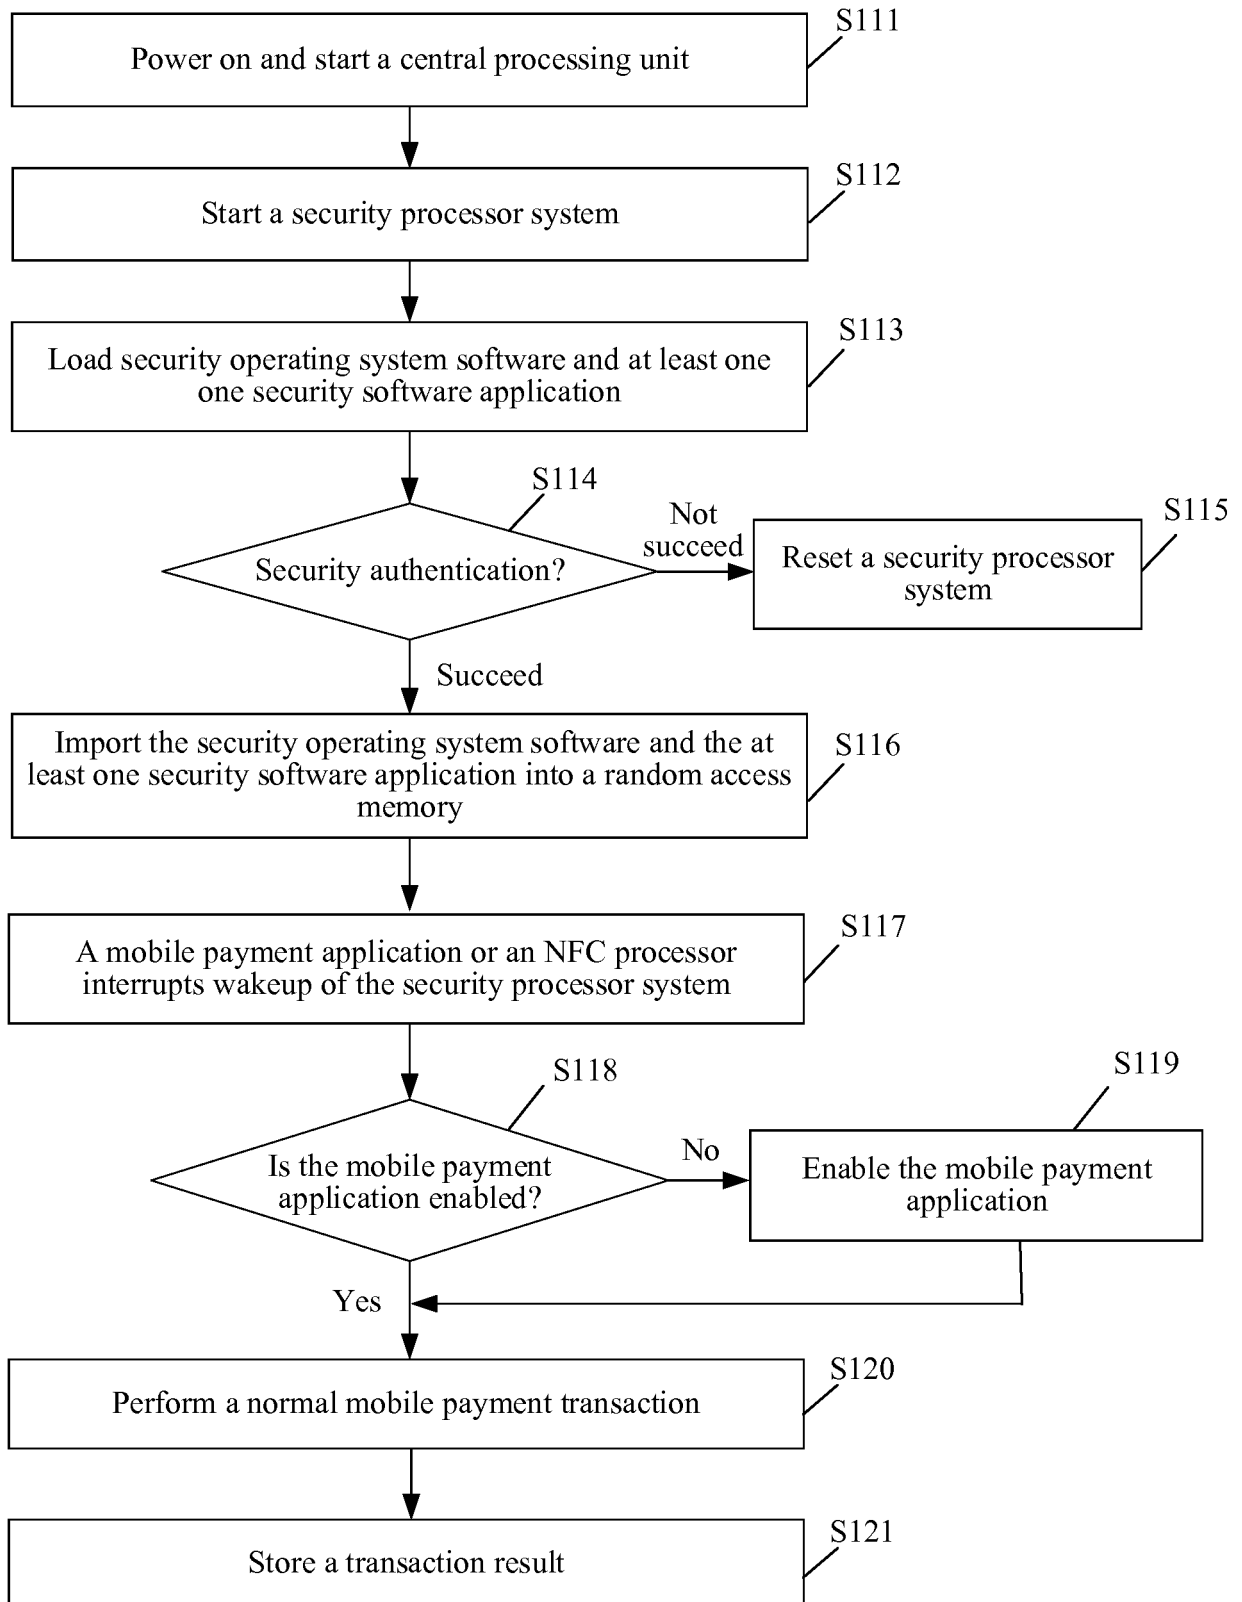 S111
Power on and start a central processing unit
S112
Start a security processor system
S113
Load security operating system software and at least one
one security software application
S114
Not
succeed
S115
Security authentication?
Reset a security processor
system
Succeed
Import the security operating system software and the at
least one security software application into a random access
memory
S116
S117
A mobile payment application or an NFC processor
interrupts wakeup of the security processor system
S118
S119
Is the mobile payment
application enabled?
No
Enable the mobile payment
application
Yes
S120
Perform a normal mobile payment transaction
S121
Store a transaction result